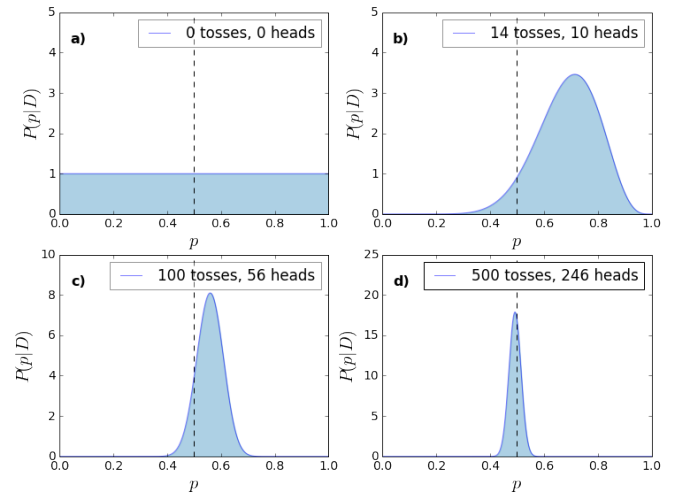 a)
0 tosses, 0 heads
P(p|D)
5
4
3
2
1
0
0.0 0.2 0.4 0.6 0.8 1.0
p
b)
14 tosses, 10 heads
P(p|D)
5
4
3
2
1
0
0.0 0.2 0.4 0.6 0.8 1.0
p
c)
100 tosses, 56 heads
P(p|D)
10
8
6
4
2
0
0.0 0.2 0.4 0.6 0.8 1.0
p
d)
500 tosses, 246 heads
P(p|D)
25
20
15
10
5
0
0.0 0.2 0.4 0.6 0.8 1.0
p